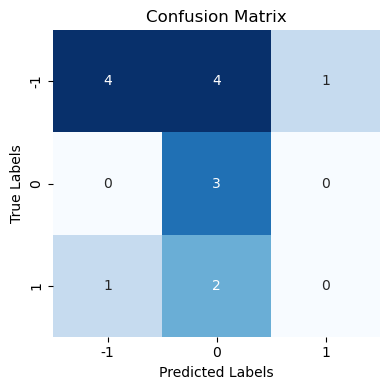 Confusion Matrix
True Labels
-1 4 4 1
0 0 3 0
1 1 2 0
-1 0 1
Predicted Labels